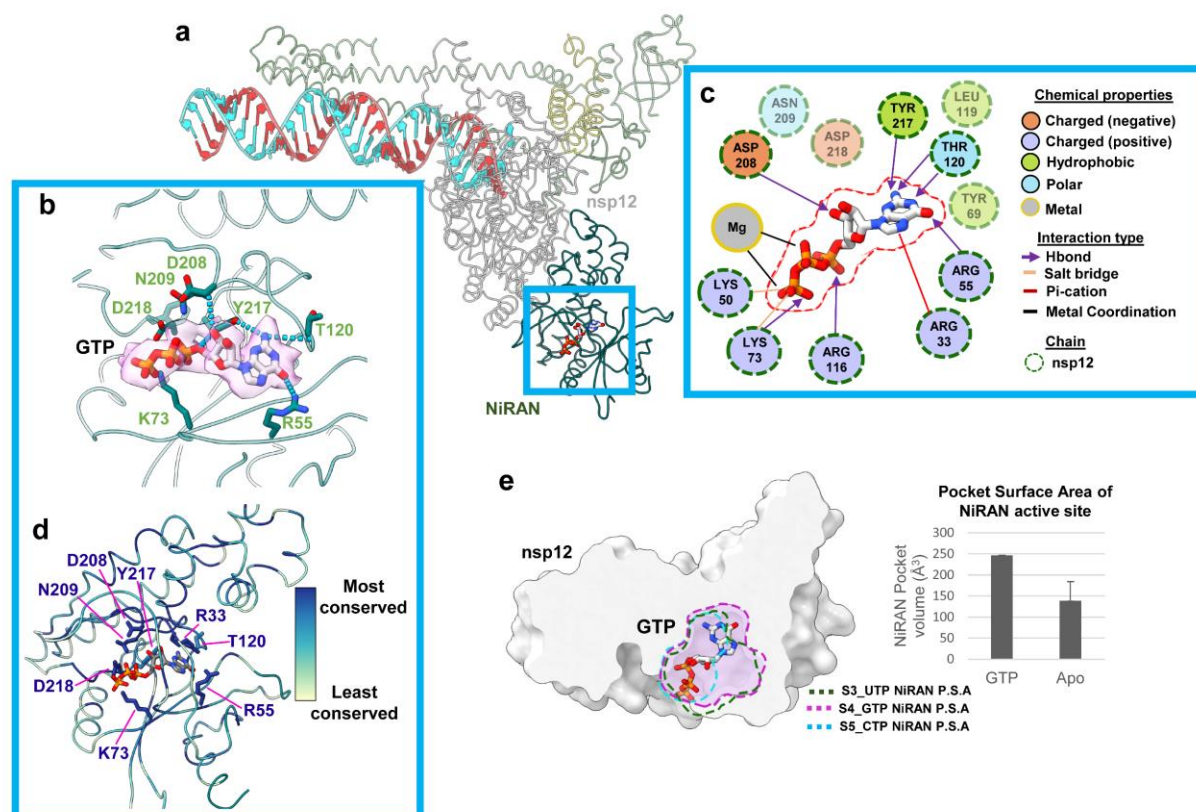 a
nsp12
NiRAN
b
D208
N209
D218
Y217
T120
GTP
K73
R55
c
ASN
209
ASP
218
TYR
217
LEU
119
ASP
208
THR
120
TYR
69
Mg
LYS
50
LYS
73
ARG
116
ARG
33
ARG
55
Chemical properties
Charged (negative)
Charged (positive)
Hydrophobic
Polar
Metal
Interaction type
Hbond
Salt bridge
Pi-cation
Metal Coordination
Chain
nsp12
d
D208
N209
Y217
R33
T120
D218
R55
K73
Most
conserved
Least
conserved
e
nsp12
GTP
S3_UTP NiRAN P.S.A
S4_GTP NiRAN P.S.A
S5_CTP NiRAN P.S.A
Pocket Surface Area of
NiRAN active site
NiRAN Pocket
volume (Å³)
300
250
200
150
100
50
0
GTP
Apo